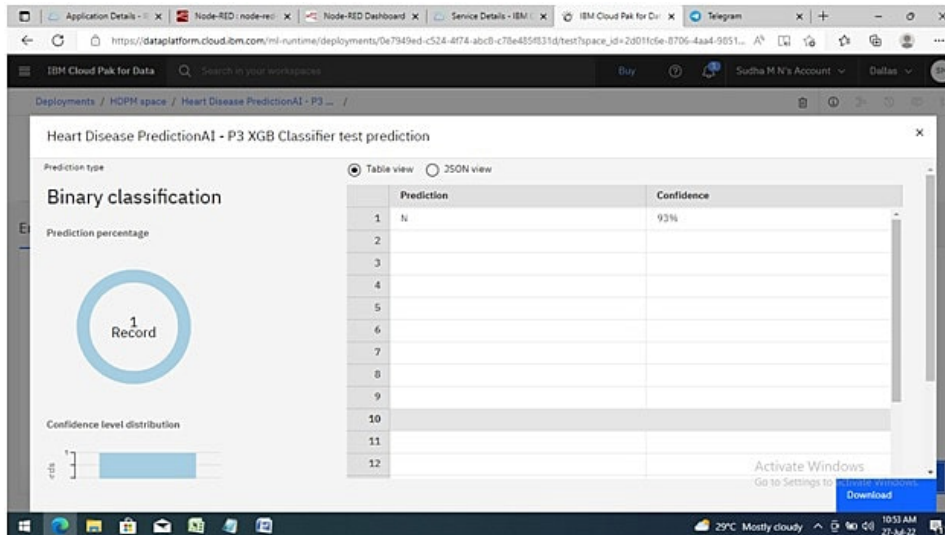 Application Details - I
Node-RED : node-red-
Node-RED Dashboard
Service Details - IBM C
IBM Cloud Pak for Dat
Telegram
https://dataplatform.cloud.ibm.com/ml-runtime/deployments/0e7949ed-c524-4f74-abc8-c78e485f831d/test?space_id=2d01fc6e-8706-4aa4-9851...
IBM Cloud Pak for Data
Search in your workspaces
Buy
Sudha M N's Account
Dallas
Deployments / HDPM space / Heart Disease PredictionAI - P3 ... /
Heart Disease PredictionAI - P3 XGB Classifier test prediction
Prediction type
Binary classification
Prediction percentage
1
Record
Confidence level distribution
1
Table view JSON view
Prediction Confidence
1 N 93%
2
3
4
5
6
7
8
9
10
11
12
Activate Windows
Go to Settings to activate Windows.
Download
29°C Mostly cloudy
10:53 AM
27-Jul-22